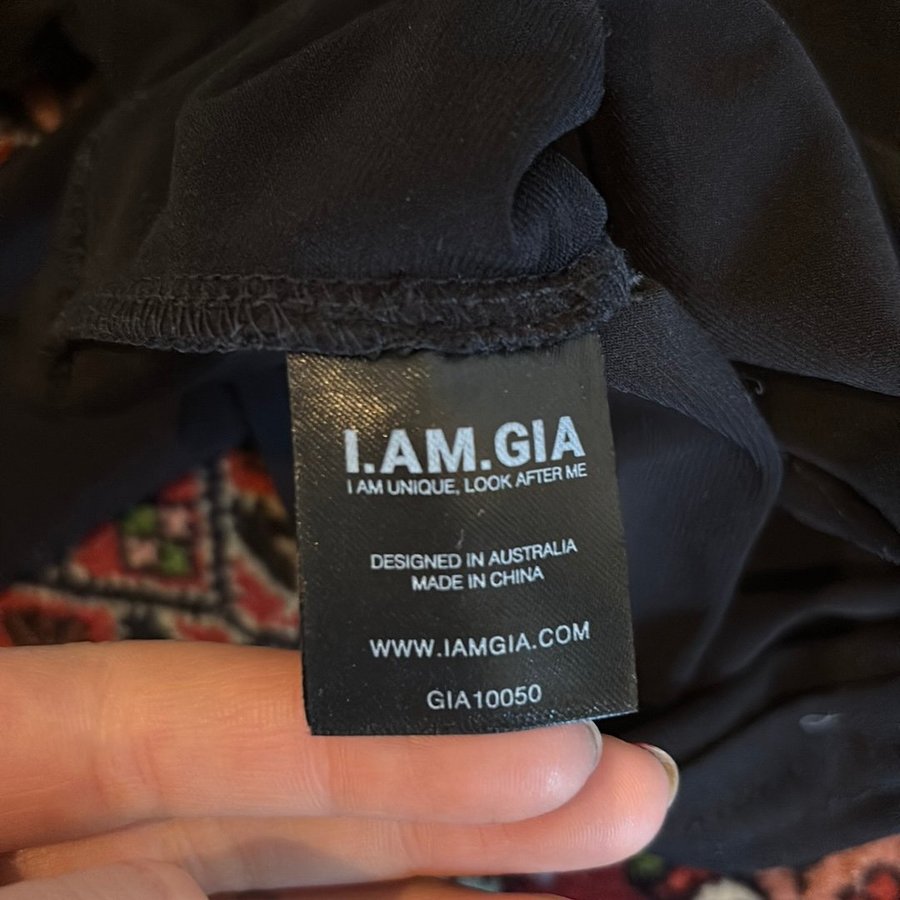 I.AM.GIA
I AM UNIQUE, LOOK AFTER ME
DESIGNED IN AUSTRALIA
MADE IN CHINA
WWW.IAMGIA.COM
GIA10050